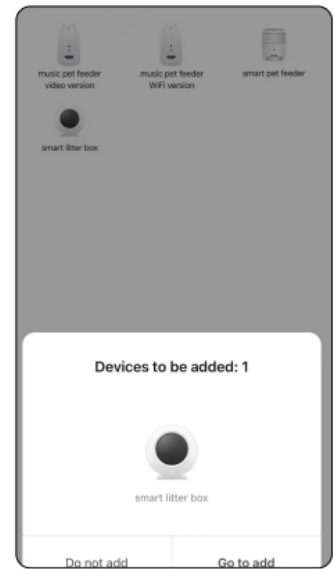 music pet feeder
video version
music pet feeder
WiFi version
smart pet feeder
smart litter box
Devices to be added: 1
smart litter box
Do not add
Go to add